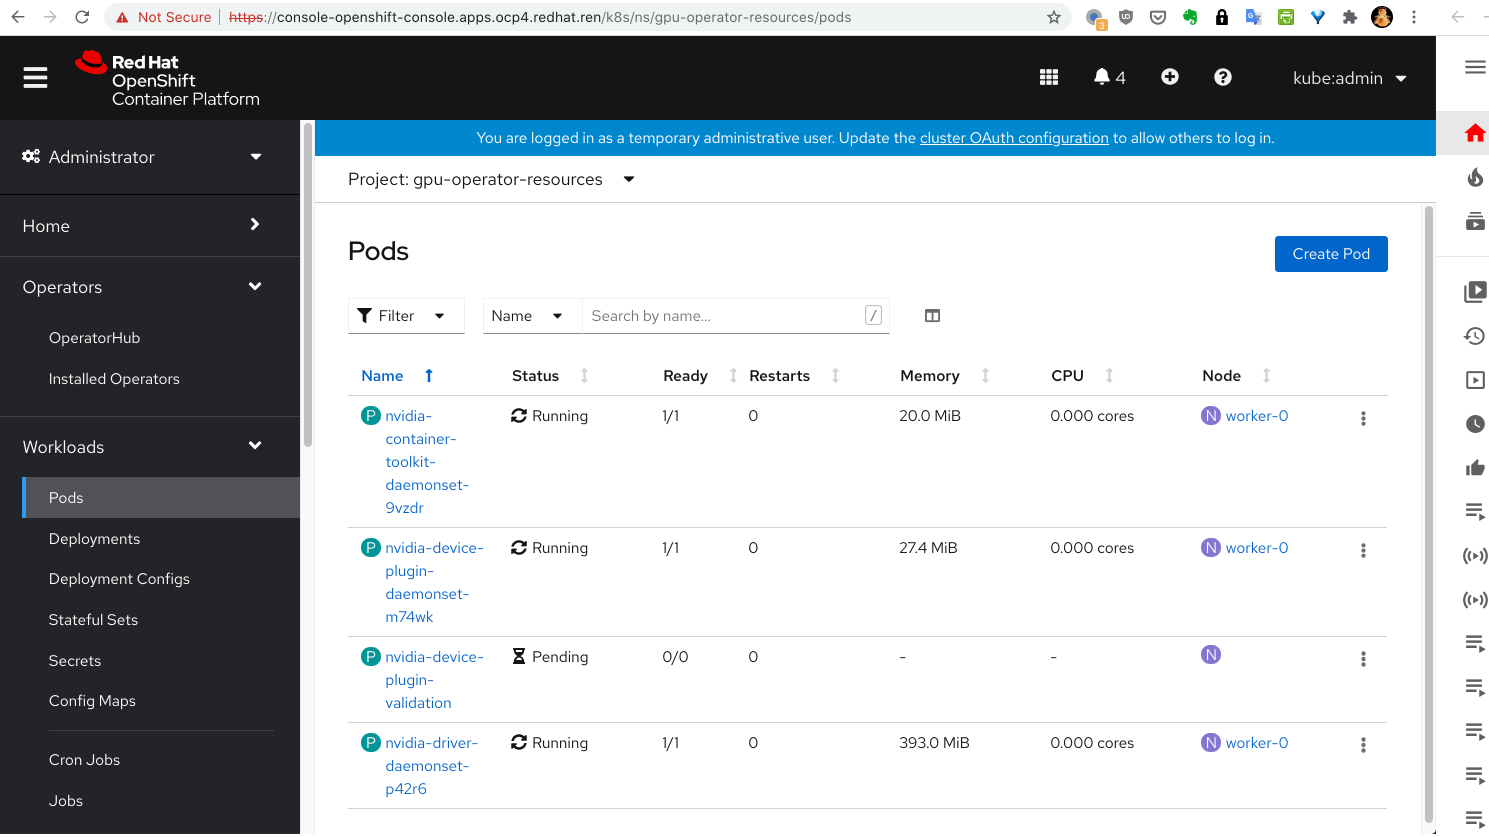 Not Secure
https://console-openshift-console.apps.ocp4.redhat.ren/k8s/ns/gpu-operator-resources/pods
3
Red Hat
OpenShift
Container Platform
4
kube:admin
You are logged in as a temporary administrative user. Update the cluster OAuth configuration to allow others to log in.
Administrator
Home
Operators
OperatorHub
Installed Operators
Workloads
Pods
Deployments
Deployment Configs
Stateful Sets
Secrets
Config Maps
Cron Jobs
Jobs
Project: gpu-operator-resources
Pods
Create Pod
Filter
Name
Search by name...
/
Name Status Ready Restarts Memory CPU Node
P nvidia- Running 1/1 0 20.0 MiB 0.000 cores N worker-0
container-
toolkit-
daemonset-
9vzdr
P nvidia-device- Running 1/1 0 27.4 MiB 0.000 cores N worker-0
plugin-
daemonset-
m74wk
P nvidia-device- Pending 0/0 0 - - N
plugin-
validation
P nvidia-driver- Running 1/1 0 393.0 MiB 0.000 cores N worker-0
daemonset-
p42r6